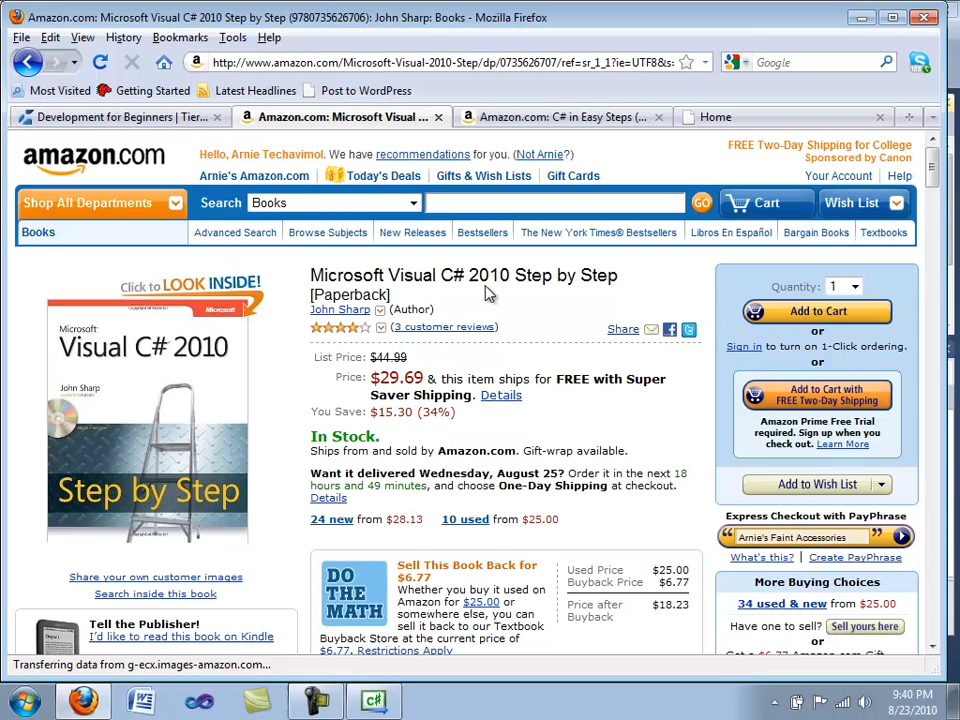 Amazon.com: Microsoft Visual C# 2010 Step by Step (9780735626706): John Sharp: Books - Mozilla Firefox
File Edit View History Bookmarks Tools Help
http://www.amazon.com/Microsoft-Visual-2010-Step/dp/0735626707/ref=sr_1_1?ie=UTF8&s: Google
Most Visited Getting Started Latest Headlines Post to WordPress
Development for Beginners | Tier... Amazon.com: Microsoft Visual ... Amazon.com: C# in Easy Steps (... Home
amazon.com
Hello, Arnie Techavimol. We have recommendations for you. (Not Arnie?)
FREE Two-Day Shipping for College
Sponsored by Canon
Arnie's Amazon.com Today's Deals Gifts & Wish Lists Gift Cards Your Account | Help
Shop All Departments Search Books GO Cart Wish List
Books Advanced Search Browse Subjects New Releases Bestsellers The New York Times® Bestsellers Libros En Español Bargain Books Textbooks
Click to LOOK INSIDE!
Microsoft
Microsoft
Visual C# 2010
John Sharp
Step by Step
Share your own customer images
Search inside this book
Tell the Publisher!
I'd like to read this book on Kindle
Microsoft Visual C# 2010 Step by Step
[Paperback]
John Sharp (Author)
(3 customer reviews)
Share
List Price: $44.99
Price: $29.69 & this item ships for FREE with Super
Saver Shipping. Details
You Save: $15.30 (34%)
In Stock.
Ships from and sold by Amazon.com. Gift-wrap available.
Want it delivered Wednesday, August 25? Order it in the next 18
hours and 49 minutes, and choose One-Day Shipping at checkout.
Details
24 new from $28.13 10 used from $25.00
DO
THE
MATH
Sell This Book Back for
$6.77
Whether you buy it used on
Amazon for $25.00 or
somewhere else, you can
sell it back to our Textbook
Buyback Store at the current price of
$6.77. Restrictions Apply
Used Price $25.00
Buyback Price $6.77
Price after $18.23
Buyback
Quantity: 1
Add to Cart
or
Sign in to turn on 1-Click ordering.
or
Add to Cart with
FREE Two-Day Shipping
Amazon Prime Free Trial
required. Sign up when you
check out. Learn More
Add to Wish List
Express Checkout with PayPhrase
“ Arnie's Faint Accessories ”
What's this? | Create PayPhrase
More Buying Choices
34 used & new from $25.00
Have one to sell? Sell yours here
or
Transferring data from g-ecx.images-amazon.com...
9:40 PM
8/23/2010